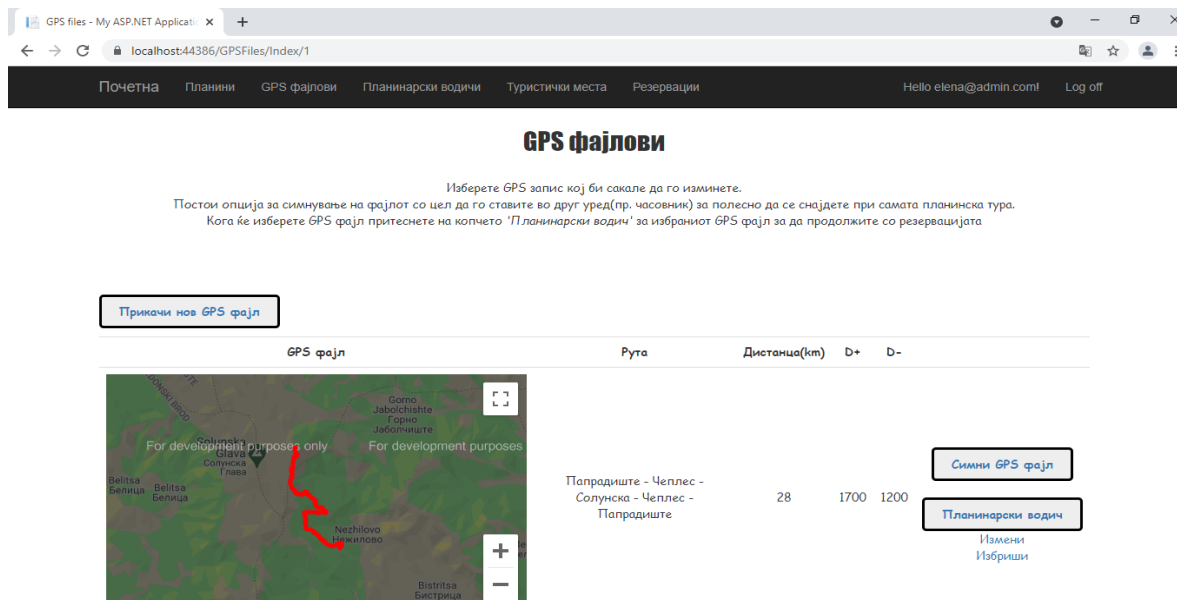 GPS files - My ASP.NET Applicati
localhost:44386/GPSFiles/Index/1
Почетна Планини GPS фајлови Планинарски водичи Туристички места Резервации Hello elena@admin.com! Log off
GPS фајлови
Изберете GPS запис кој би сакале да го изминете.
Постои опција за симнување на фајлот со цел да го ставите во друг уред(пр. часовник) за полесно да се снајдете при самата планинска тура.
Кога ќе изберете GPS фајл притеснете на копчето 'Планинарски водич' за избраниот GPS фајл за да продолжите со резервацијата
Прикачи нов GPS фајл
GPS фајл Рута Дистанца(km) D+ D-
Gorno
Jabolchishte
Горно
Јаболчиште
For development purposes only For development purposes
Solunska
Glava
Солунска
Глава
Belitsa
Белица
Belitsa
Белица
Nezhilovo
Нежилово
Bistritsa
Бистрица
Папрадиште - Чеплес -
Солунска - Чеплес -
Папрадиште
28 1700 1200
Симни GPS фајл
Планинарски водич
Измени
Избриши